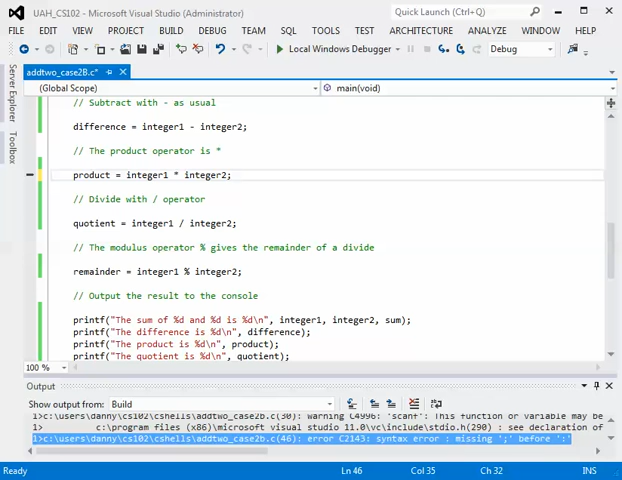 UAH_CS102 - Microsoft Visual Studio (Administrator)
Quick Launch (Ctrl+Q)
FILE EDIT VIEW PROJECT BUILD DEBUG TEAM SQL TOOLS TEST ARCHITECTURE ANALYZE WINDOW HELP
Local Windows Debugger Debug
Server Explorer
Toolbox
addtwo_case2B.c*
(Global Scope) main(void)
// Subtract with - as usual
difference = integer1 - integer2;
// The product operator is *
product = integer1 * integer2;
// Divide with / operator
quotient = integer1 / integer2;
// The modulus operator % gives the remainder of a divide
remainder = integer1 % integer2;
// Output the result to the console
printf("The sum of %d and %d is %d\n", integer1, integer2, sum);
printf("The difference is %d\n", difference);
printf("The product is %d\n", product);
printf("The quotient is %d\n", quotient);
100 %
Output
Show output from: Build
1>c:\users\danny\cs102\cshells\addtwo_case2b.c(30): warning C4996: 'scanf': This function or variable may be
1> c:\program files (x86)\microsoft visual studio 11.0\vc\include\stdio.h(290) : see declaration of
1>c:\users\danny\cs102\cshells\addtwo_case2b.c(46): error C2143: syntax error : missing ';' before ':'
Ready Ln 46 Col 35 Ch 32 INS